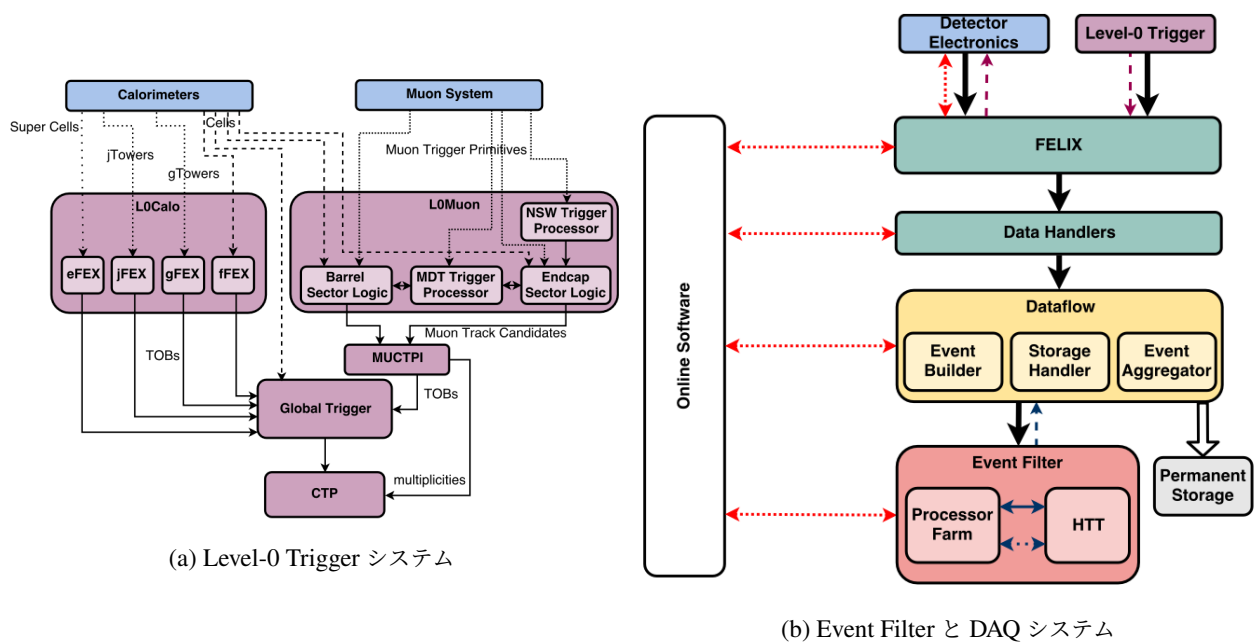 Calorimeters
Muon System
Super Cells
jTowers
gTowers
Cells
Muon Trigger Primitives
L0Calo
eFEX
jFEX
gFEX
fFEX
L0Muon
NSW Trigger
Processor
Barrel
Sector Logic
MDT Trigger
Processor
Endcap
Sector Logic
Muon Track Candidates
MUCTPI
TOBs
TOBs
Global Trigger
multiplicities
CTP
(a) Level-0 Trigger システム
Detector
Electronics
Level-0 Trigger
Online Software
FELIX
Data Handlers
Dataflow
Event
Builder
Storage
Handler
Event
Aggregator
Event Filter
Processor
Farm
HTT
Permanent
Storage
(b) Event Filter と DAQ システム